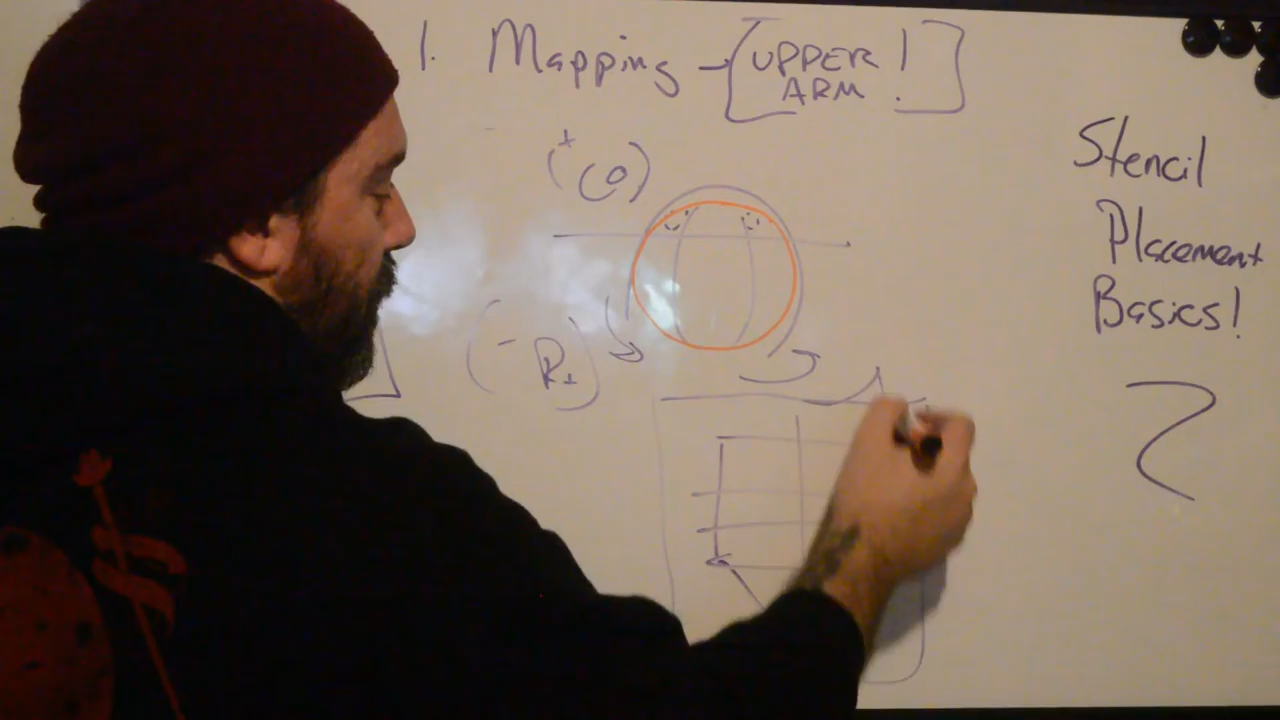 1. Mapping - [UPPER !
ARM .]
Stencil
Placement
Basics!